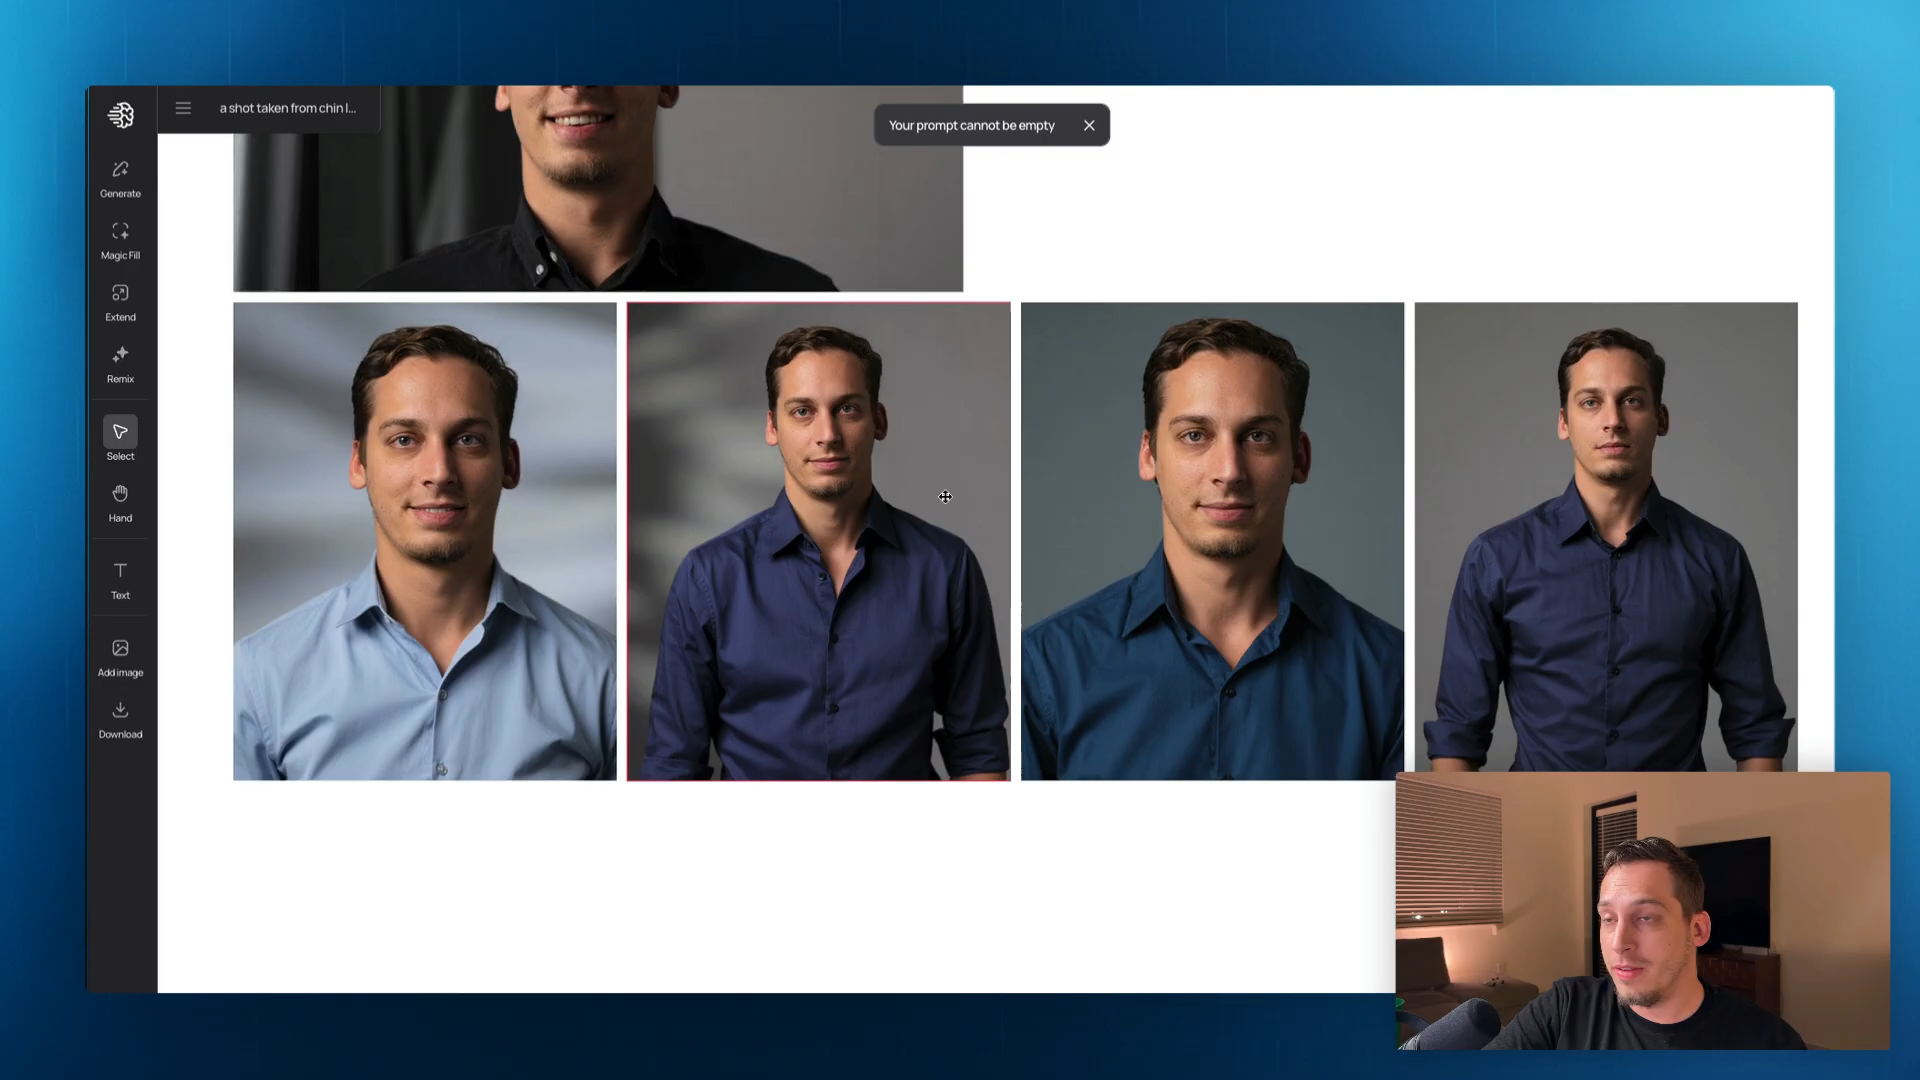 a shot taken from chin l...
Your prompt cannot be empty
Generate
Magic Fill
Extend
Remix
Select
Hand
Text
Add image
Download